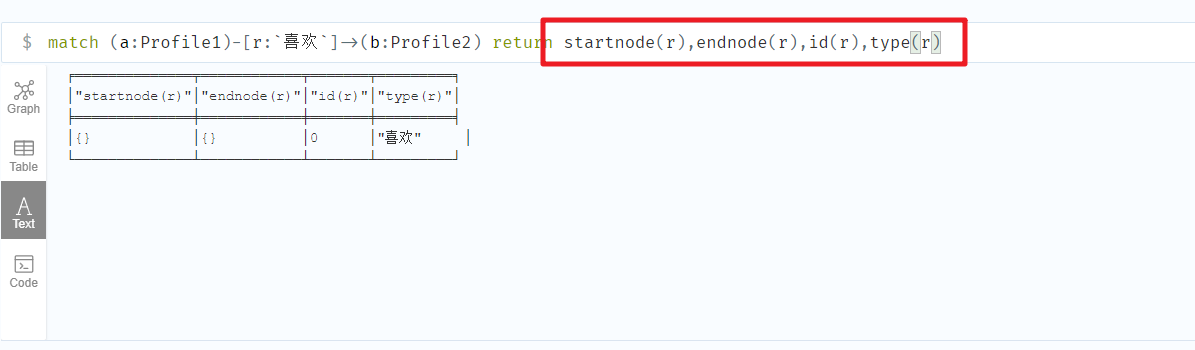 $ match (a:Profile1)-[r:`喜欢`]->(b:Profile2) return startnode(r),endnode(r),id(r),type(r)
Graph
Table
A
Text
Code
"startnode(r)" "endnode(r)" "id(r)" "type(r)"
{} {} 0 "喜欢"